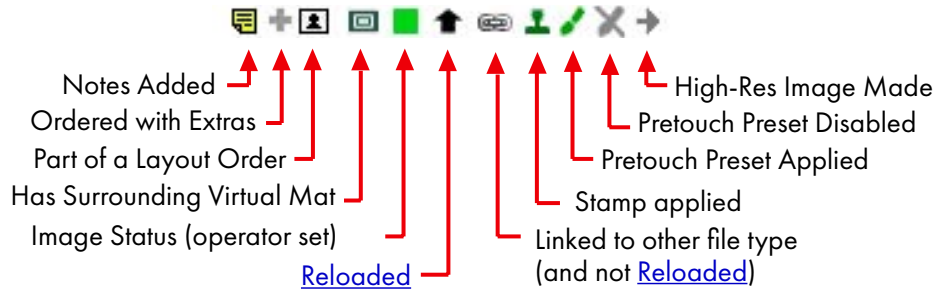 Notes Added
Ordered with Extras
Part of a Layout Order
Has Surrounding Virtual Mat
Image Status (operator set)
Reloaded
High-Res Image Made
Pretouch Preset Disabled
Pretouch Preset Applied
Stamp applied
Linked to other file type
(and not Reloaded)